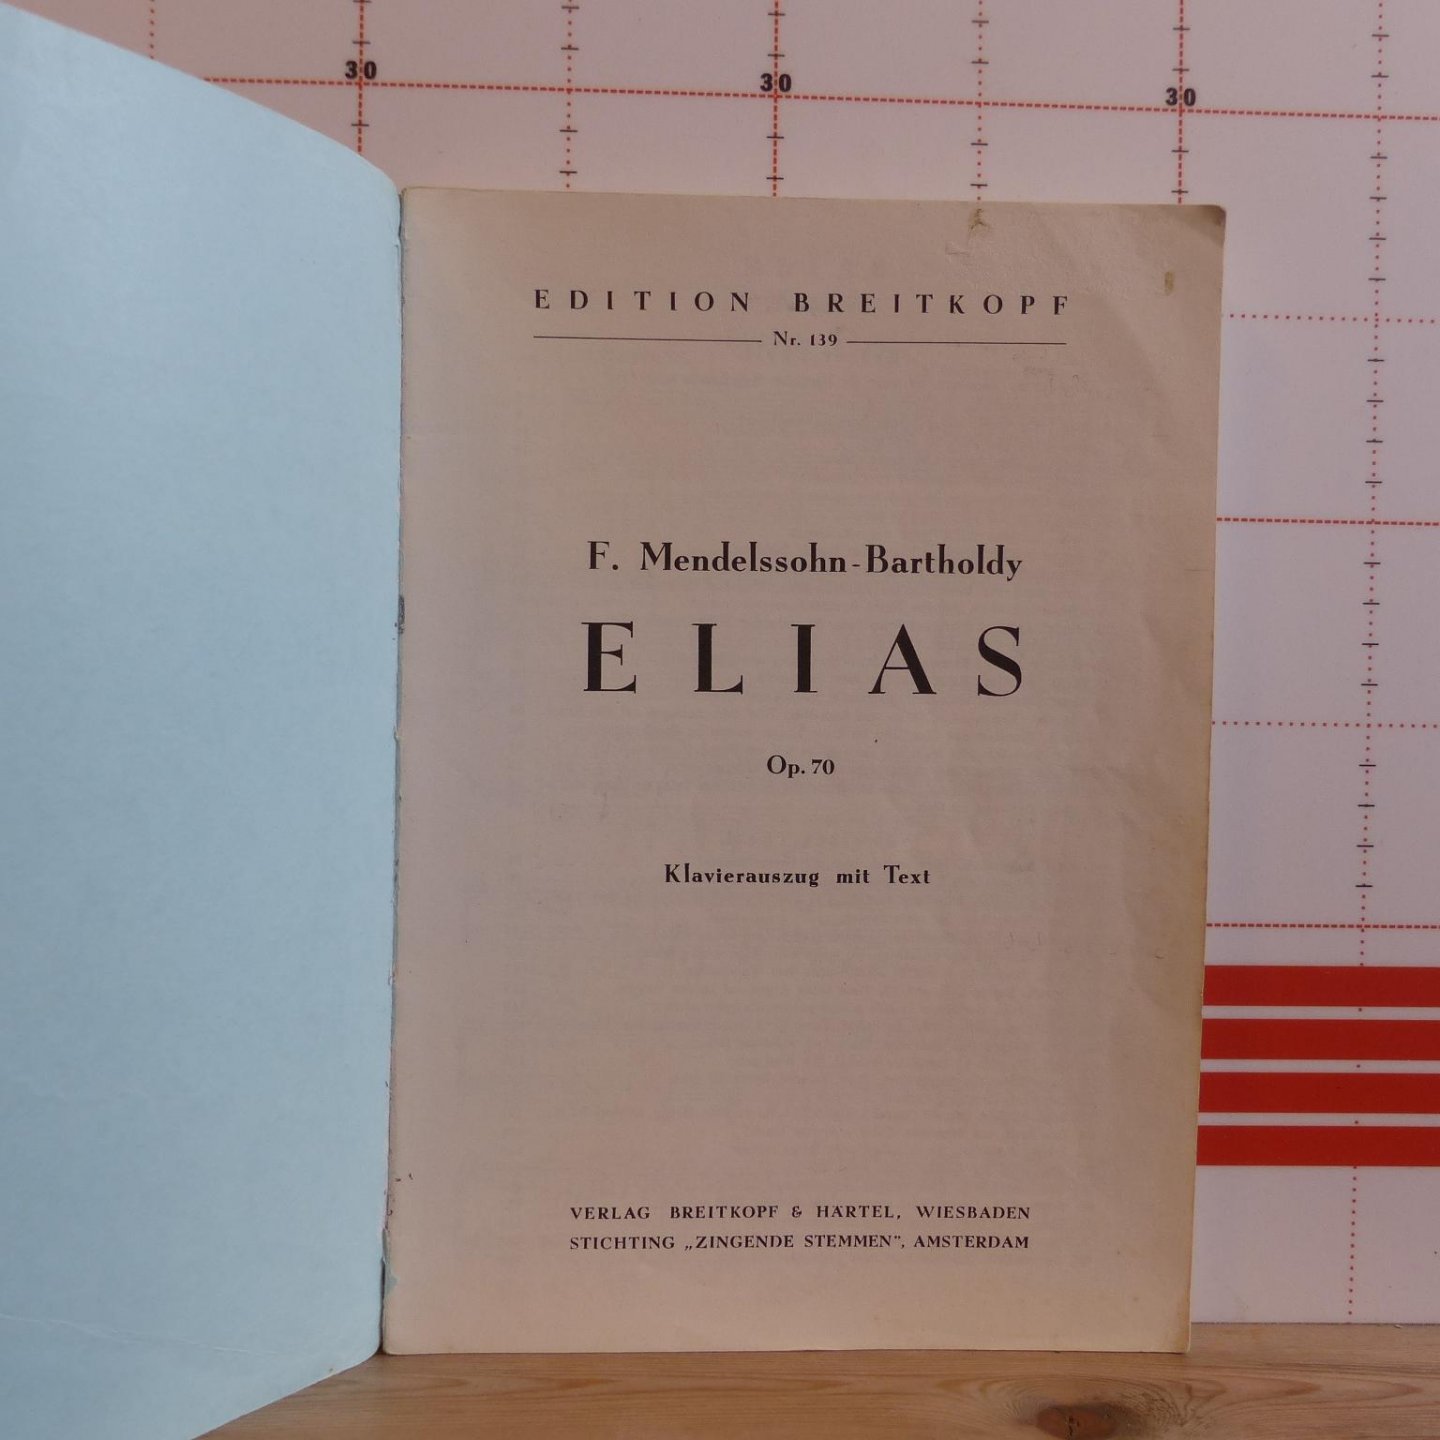 30 30 30
EDITION BREITKOPF
Nr. 139
F. Mendelssohn-Bartholdy
ELIAS
Op. 70
Klavierauszug mit Text
VERLAG BREITKOPF & HÄRTEL, WIESBADEN
STICHTING „ZINGENDE STEMMEN”, AMSTERDAM